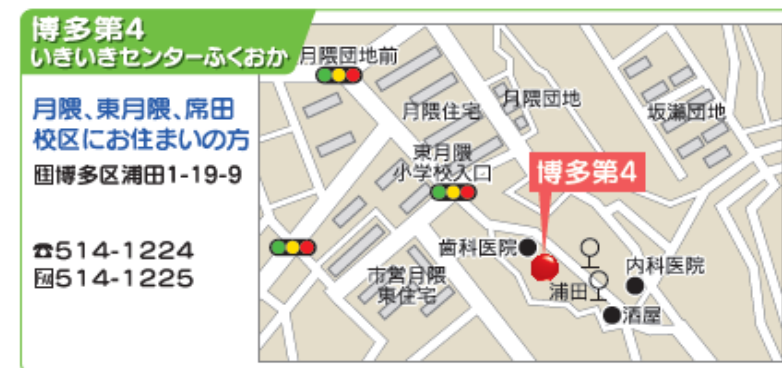 博多第4
いきいきセンターふくおか
月隈、東月隈、席田
校区にお住まいの方
住博多区浦田1-19-9
☎514-1224
FAX514-1225
月隈団地前
月隈住宅
月隈団地
坂瀬団地
東月隈
小学校入口
博多第4
歯科医院
内科医院
浦田
市営月隈
東住宅
酒屋